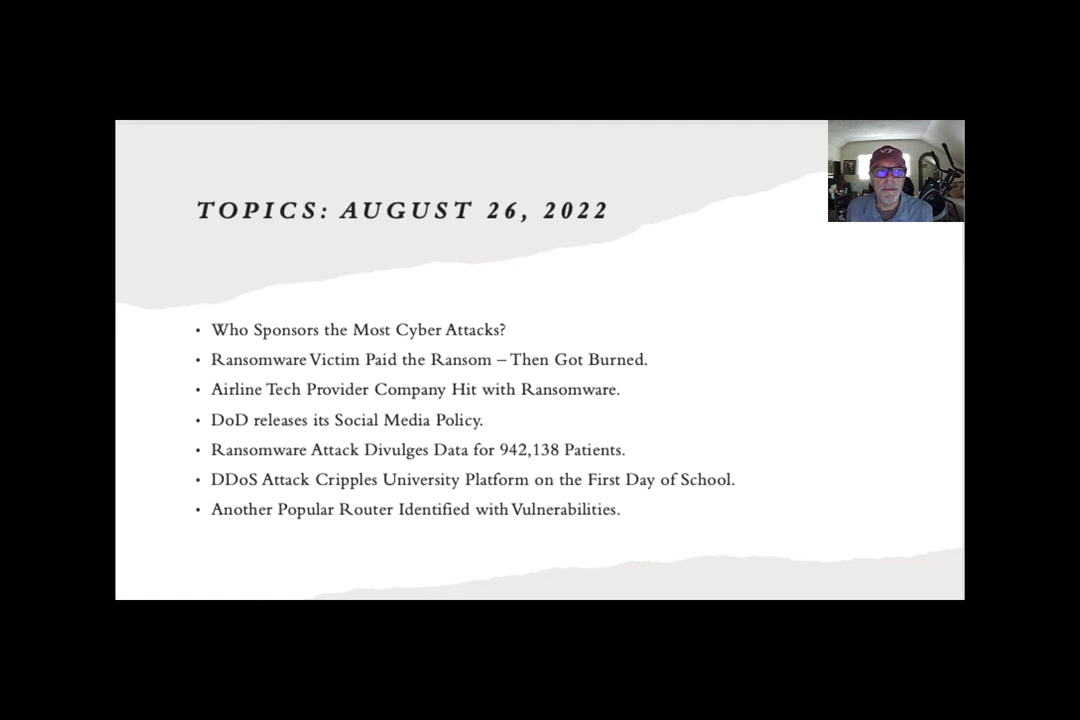 TOPICS: AUGUST 26, 2022
• Who Sponsors the Most Cyber Attacks?
• Ransomware Victim Paid the Ransom – Then Got Burned.
• Airline Tech Provider Company Hit with Ransomware.
• DoD releases its Social Media Policy.
• Ransomware Attack Divulges Data for 942,138 Patients.
• DDoS Attack Cripples University Platform on the First Day of School.
• Another Popular Router Identified with Vulnerabilities.
VT